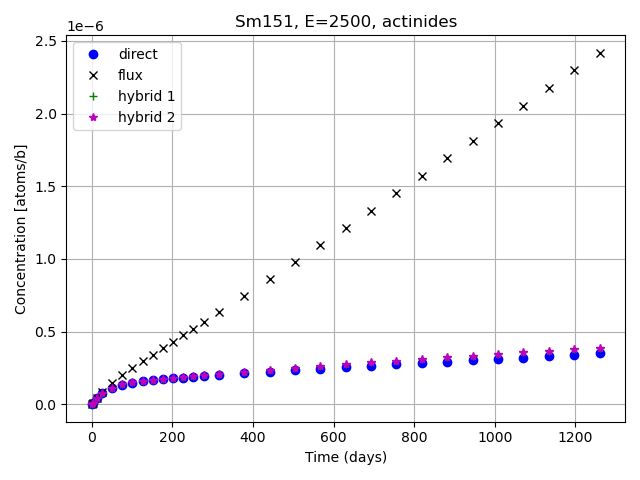 Sm151, E=2500, actinides
1e−6
2.5
2.0
1.5
1.0
0.5
0.0
Concentration [atoms/b]
direct
flux
hybrid 1
hybrid 2
0 200 400 600 800 1000 1200
Time (days)